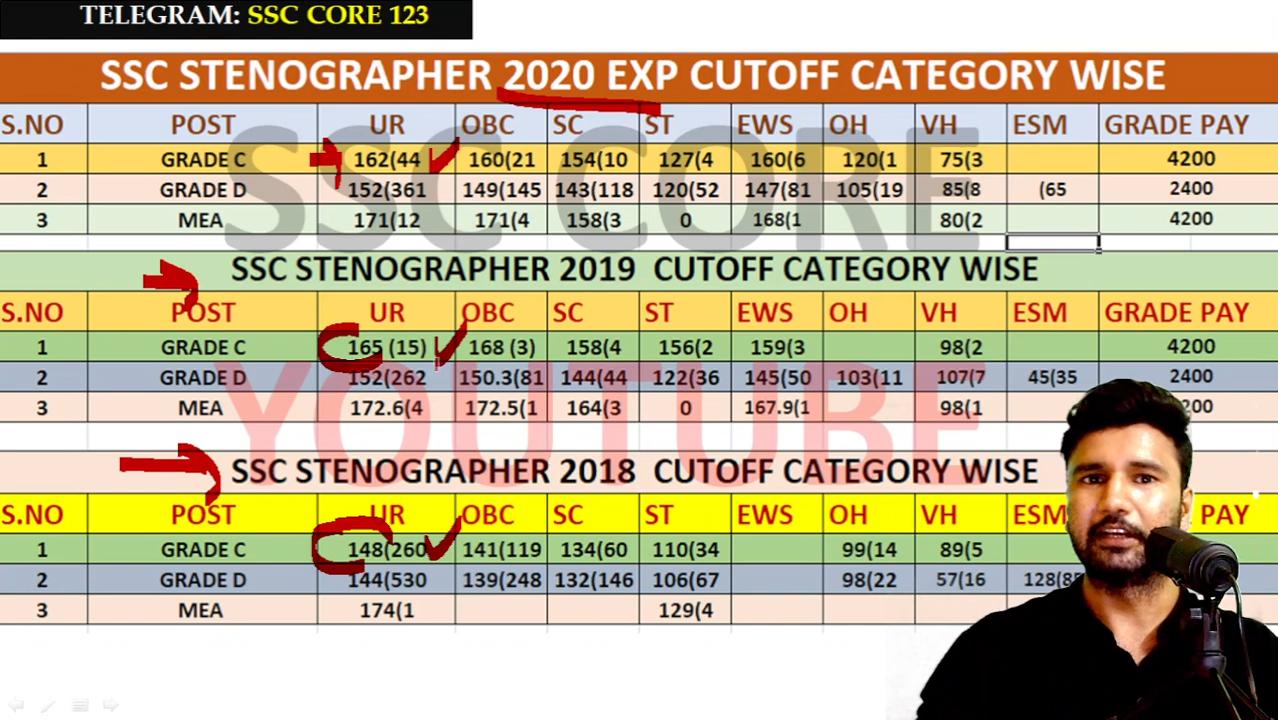 TELEGRAM: SSC CORE 123
SSC STENOGRAPHER 2020 EXP CUTOFF CATEGORY WISE
S.NO POST UR OBC SC ST EWS OH VH ESM GRADE PAY
1 GRADE C 162(44 160(21 154(10 127(4 160(6 120(1 75(3 4200
2 GRADE D 152(361 149(145 143(118 120(52 147(81 105(19 85(8 (65 2400
3 MEA 171(12 171(4 158(3 0 168(1 80(2 4200
SSC CORE
SSC STENOGRAPHER 2019 CUTOFF CATEGORY WISE
S.NO POST UR OBC SC ST EWS OH VH ESM GRADE PAY
1 GRADE C 165 (15) 168 (3) 158(4 156(2 159(3 98(2 4200
2 GRADE D 152(262 150.3(81 144(44 122(36 145(50 103(11 107(7 45(35 2400
3 MEA 172.6(4 172.5(1 164(3 0 167.9(1 98(1
YOUTUBE
SSC STENOGRAPHER 2018 CUTOFF CATEGORY WISE
S.NO POST UR OBC SC ST EWS OH VH ESM PAY
1 GRADE C 148(260 141(119 134(60 110(34 99(14 89(5
2 GRADE D 144(530 139(248 132(146 106(67 98(22 57(16
3 MEA 174(1 129(4